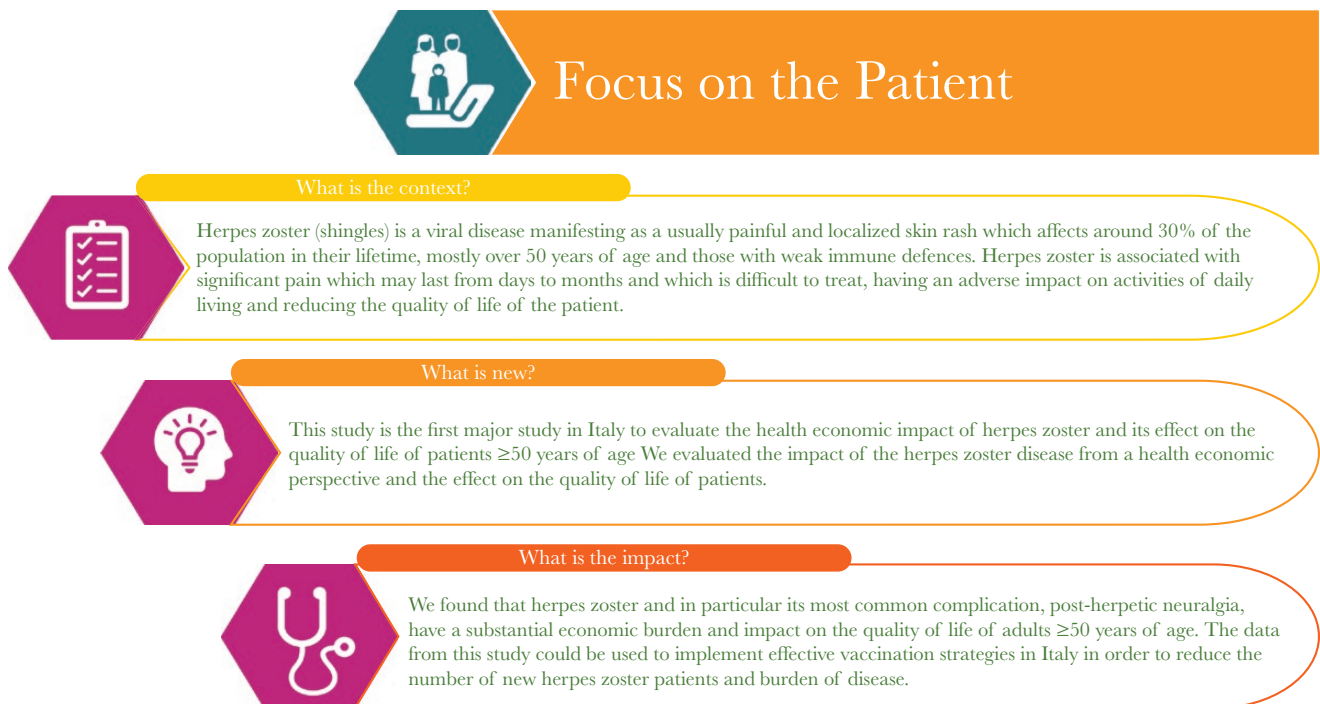 Focus on the Patient
What is the context?
Herpes zoster (shingles) is a viral disease manifesting as a usually painful and localized skin rash which affects around 30% of the
population in their lifetime, mostly over 50 years of age and those with weak immune defences. Herpes zoster is associated with
significant pain which may last from days to months and which is difficult to treat, having an adverse impact on activities of daily
living and reducing the quality of life of the patient.
What is new?
This study is the first major study in Italy to evaluate the health economic impact of herpes zoster and its effect on the
quality of life of patients ≥50 years of age We evaluated the impact of the herpes zoster disease from a health economic
perspective and the effect on the quality of life of patients.
What is the impact?
We found that herpes zoster and in particular its most common complication, post-herpetic neuralgia,
have a substantial economic burden and impact on the quality of life of adults ≥50 years of age. The data
from this study could be used to implement effective vaccination strategies in Italy in order to reduce the
number of new herpes zoster patients and burden of disease.